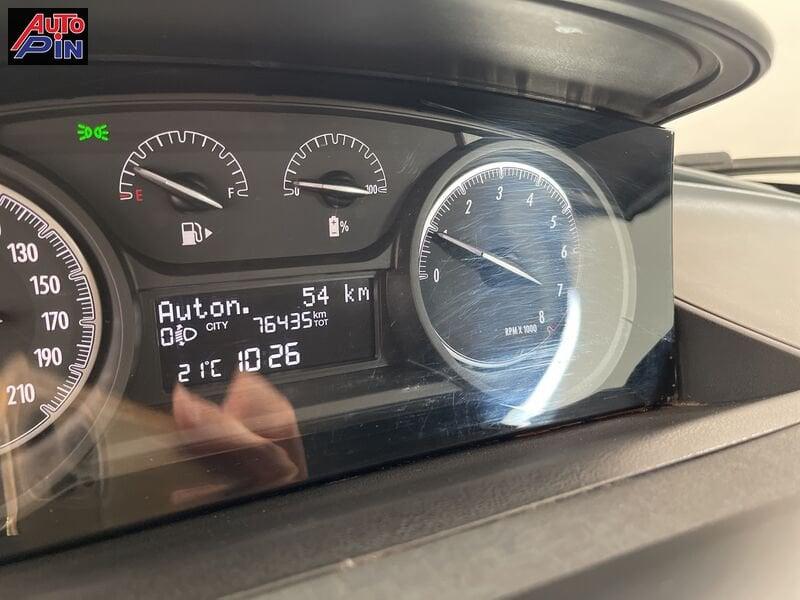 AUTO
PIN
E F
0 100
%
130
150
170
190
210
Auton. 54 km
0 CITY 76435 km TOT
21°C 10:26
0 1 2 3 4 5 6 7 8
RPM X 1000